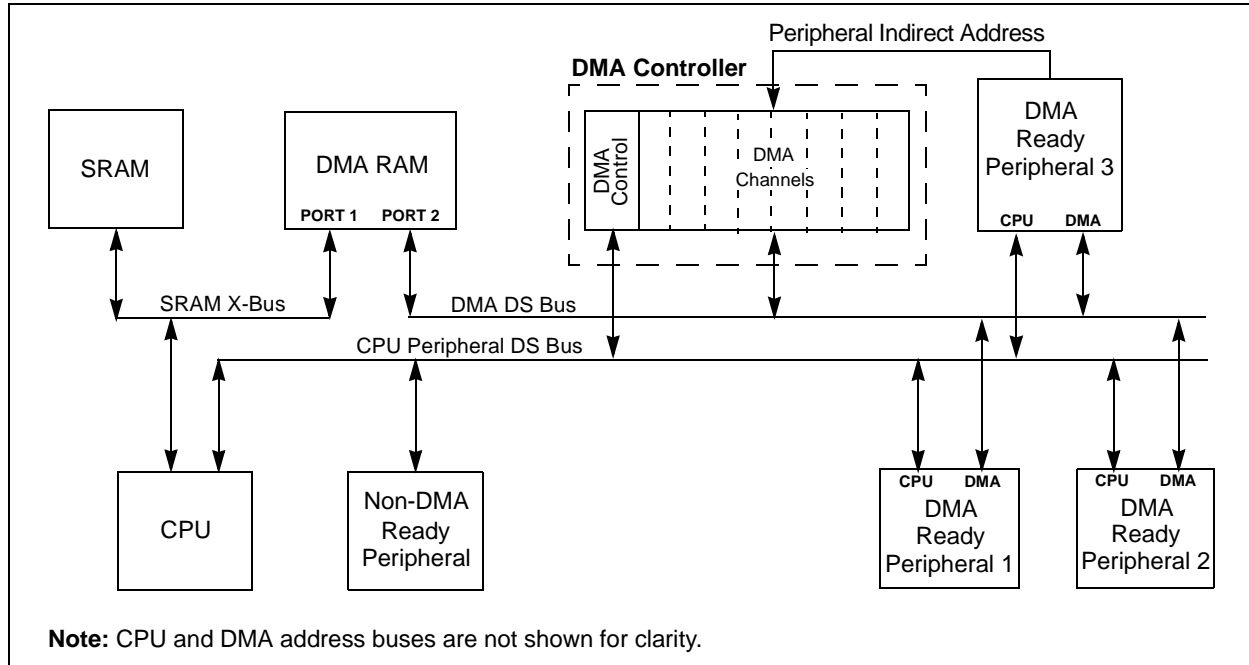 Peripheral Indirect Address
DMA Controller
SRAM
DMA RAM
PORT 1 PORT 2
DMA
Control
DMA
Channels
DMA
Ready
Peripheral 3
CPU DMA
SRAM X-Bus
DMA DS Bus
CPU Peripheral DS Bus
CPU
Non-DMA
Ready
Peripheral
CPU DMA
DMA
Ready
Peripheral 1
CPU DMA
DMA
Ready
Peripheral 2
Note: CPU and DMA address buses are not shown for clarity.